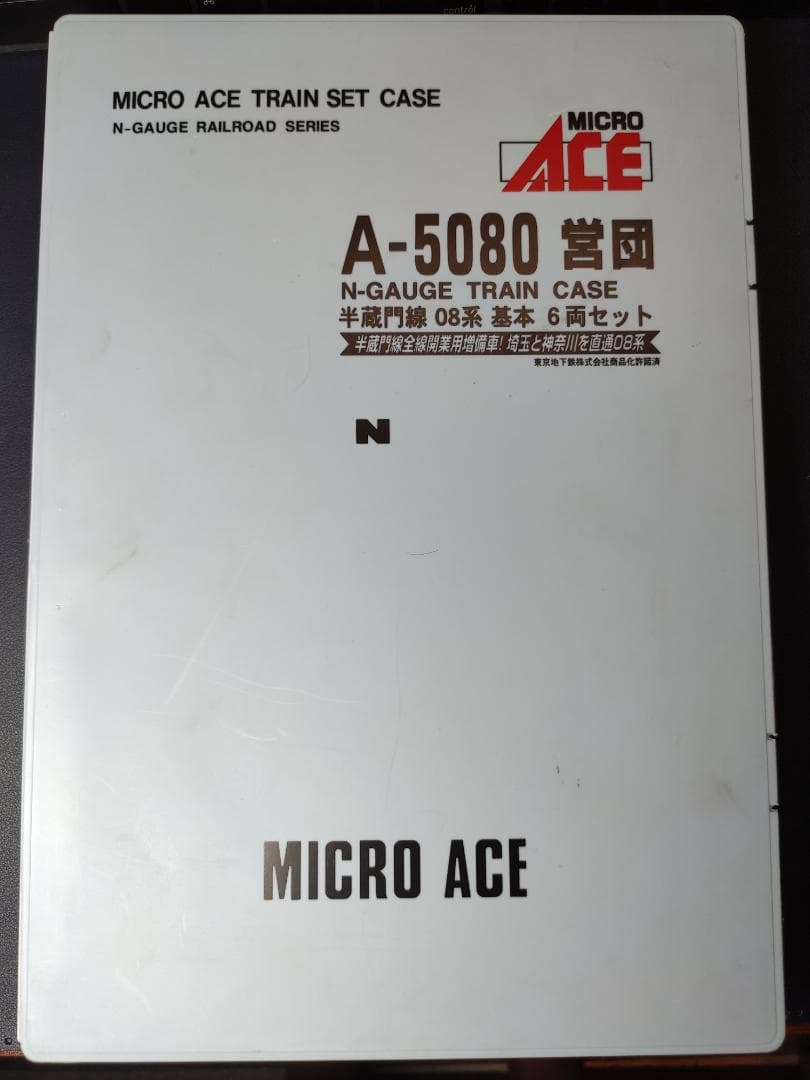 control
MICRO ACE TRAIN SET CASE
N-GAUGE RAILROAD SERIES
MICRO
ACE
A-5080 営団
N-GAUGE TRAIN CASE
半蔵門線 08系 基本 6両セット
半蔵門線全線開業用増備車! 埼玉と神奈川を直通08系
東京地下鉄株式会社商品化許諾済
N
MICRO ACE